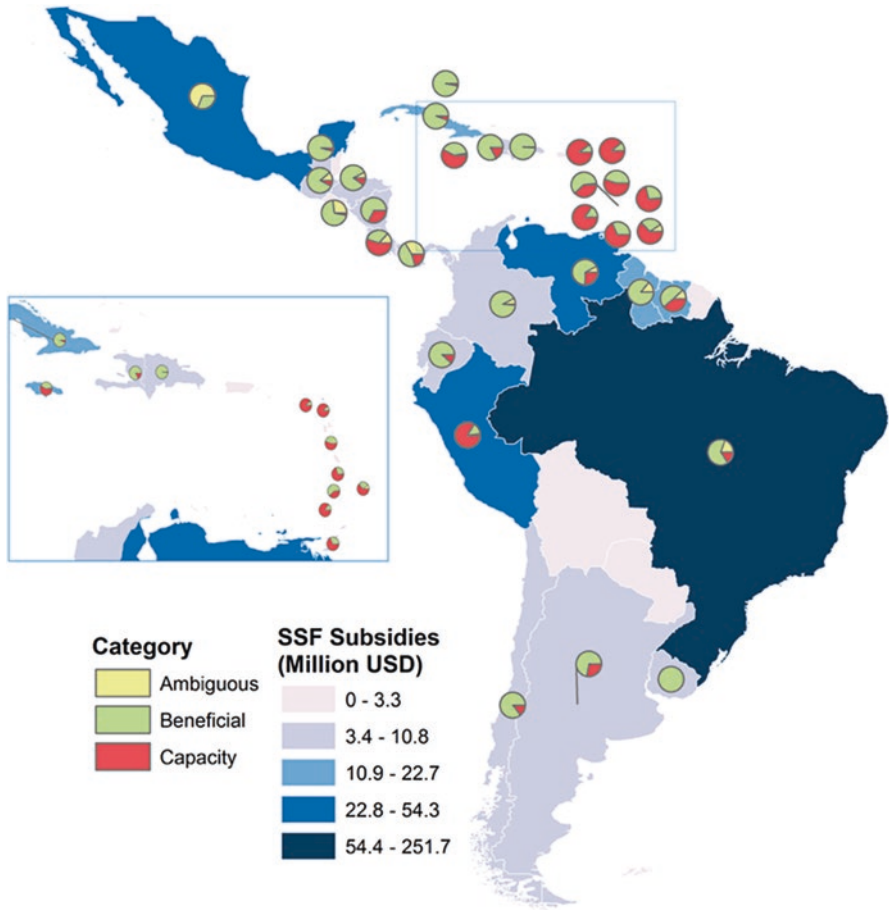 Category
Ambiguous
Beneficial
Capacity
SSF Subsidies
(Million USD)
0 - 3.3
3.4 - 10.8
10.9 - 22.7
22.8 - 54.3
54.4 - 251.7